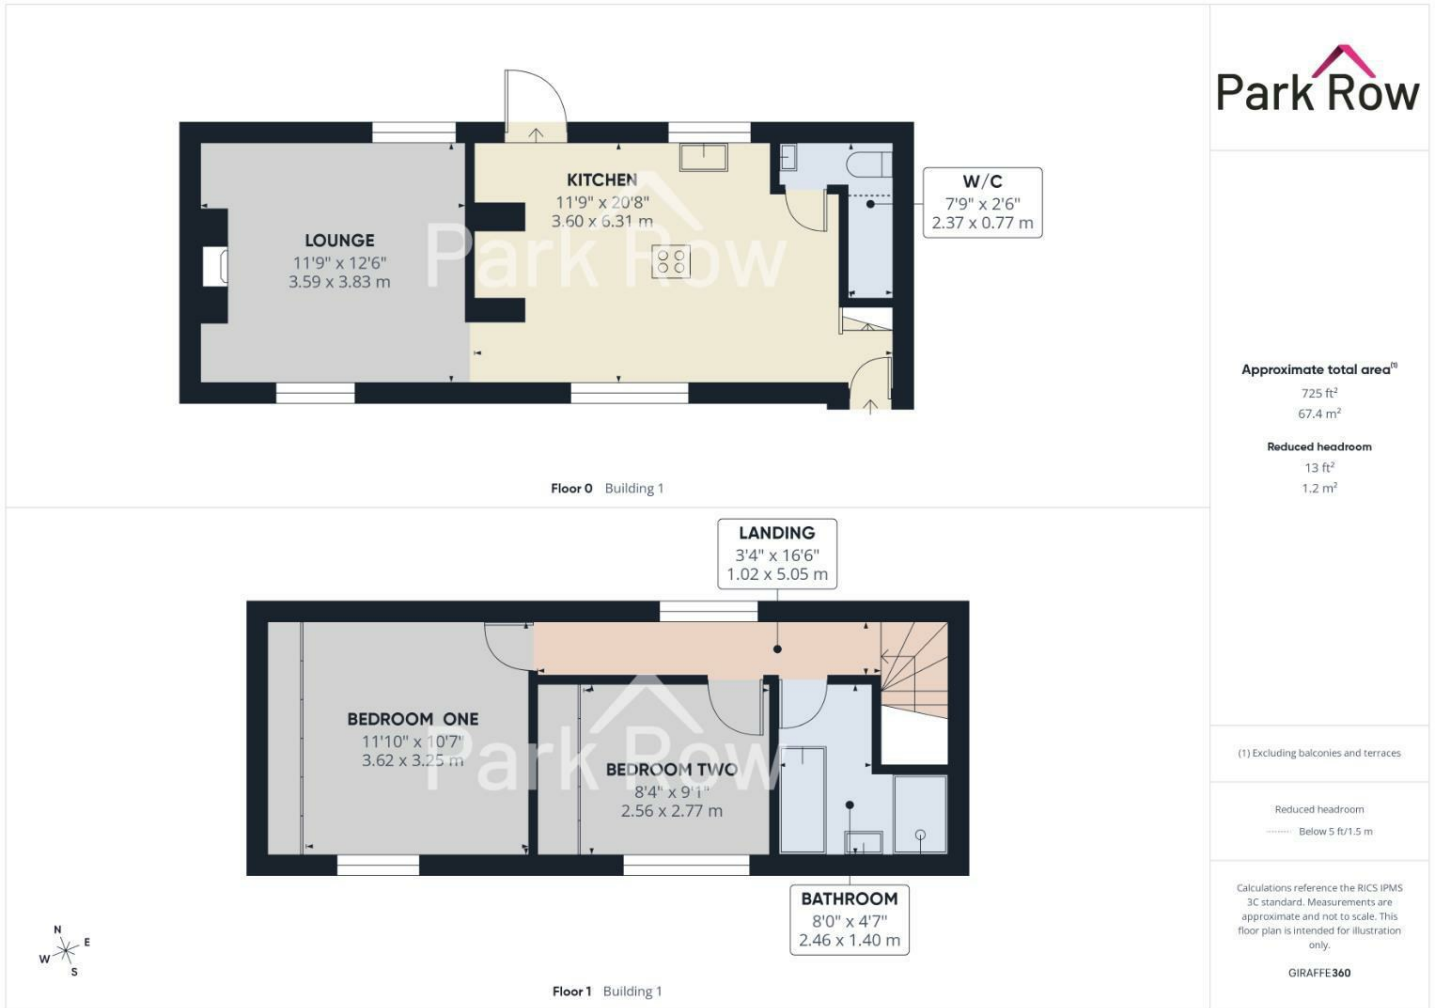 KITCHEN
11'9" x 20'8"
3.60 x 6.31 m
W/C
7'9" x 2'6"
2.37 x 0.77 m
LOUNGE
11'9" x 12'6"
3.59 x 3.83 m
Park Row
Floor 0 Building 1
LANDING
3'4" x 16'6"
1.02 x 5.05 m
BEDROOM ONE
11'10" x 10'7"
3.62 x 3.25 m
BEDROOM TWO
8'4" x 9'1"
2.56 x 2.77 m
Park Row
BATHROOM
8'0" x 4'7"
2.46 x 1.40 m
N
E
W
S
Floor 1 Building 1
Park Row
Approximate total area(1)
725 ft²
67.4 m²
Reduced headroom
13 ft²
1.2 m²
(1) Excluding balconies and terraces
Reduced headroom
Below 5 ft/1.5 m
Calculations reference the RICS IPMS
3C standard. Measurements are
approximate and not to scale. This
floor plan is intended for illustration
only.
GIRAFFE360